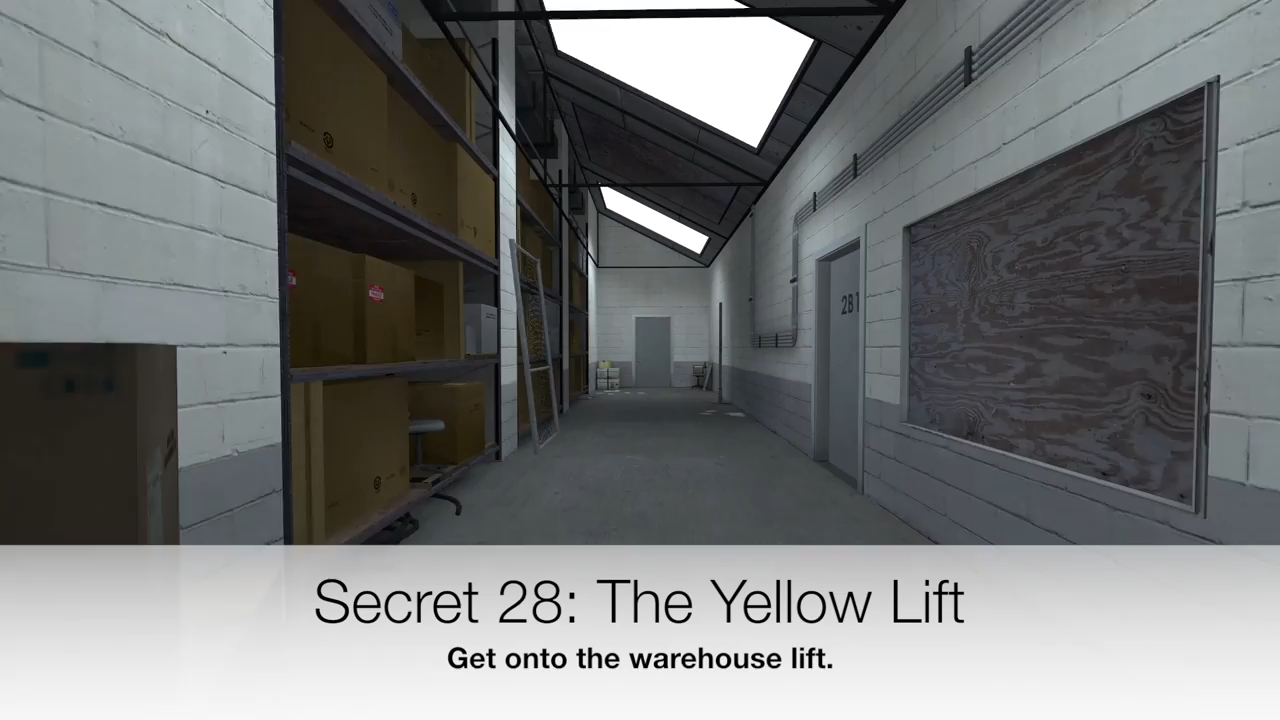 2B1
Secret 28: The Yellow Lift
Get onto the warehouse lift.